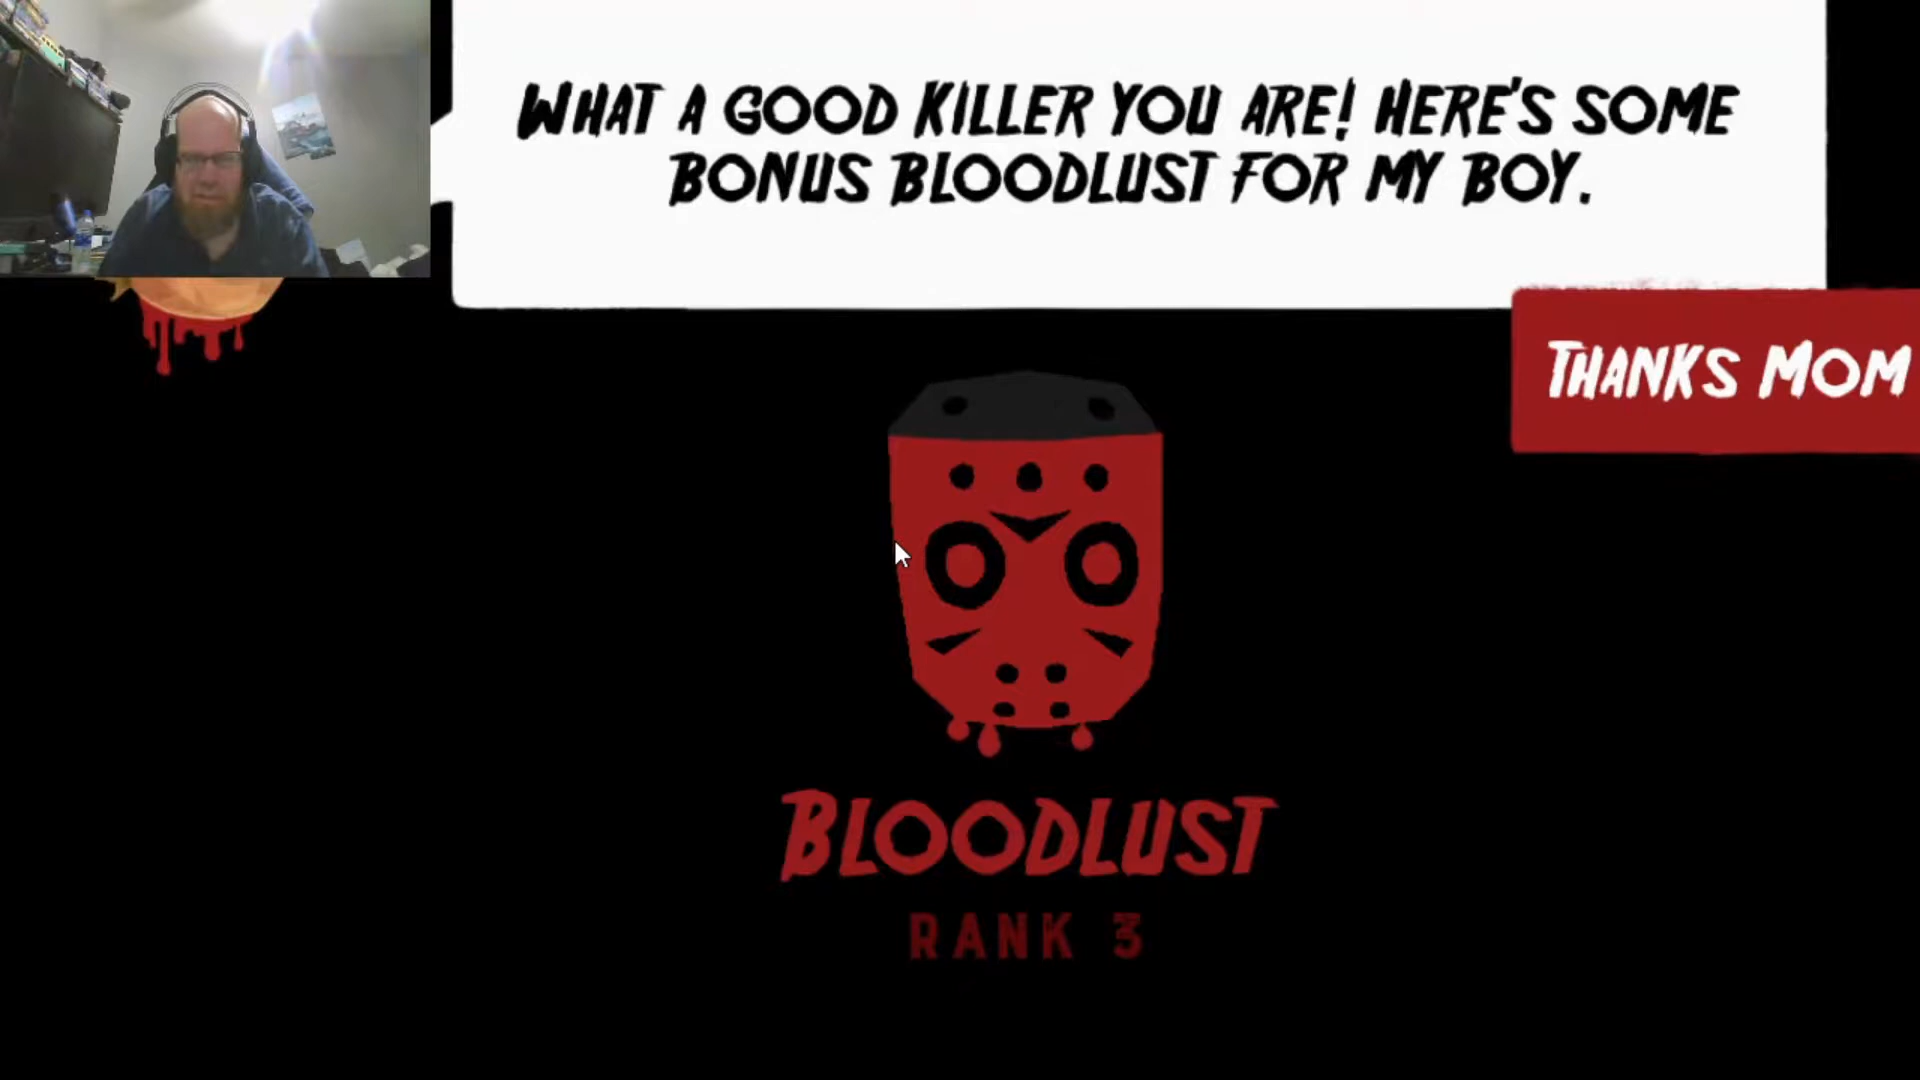 WHAT A GOOD KILLER YOU ARE! HERE'S SOME
BONUS BLOODLUST FOR MY BOY.
THANKS MOM
BLOODLUST
RANK 3